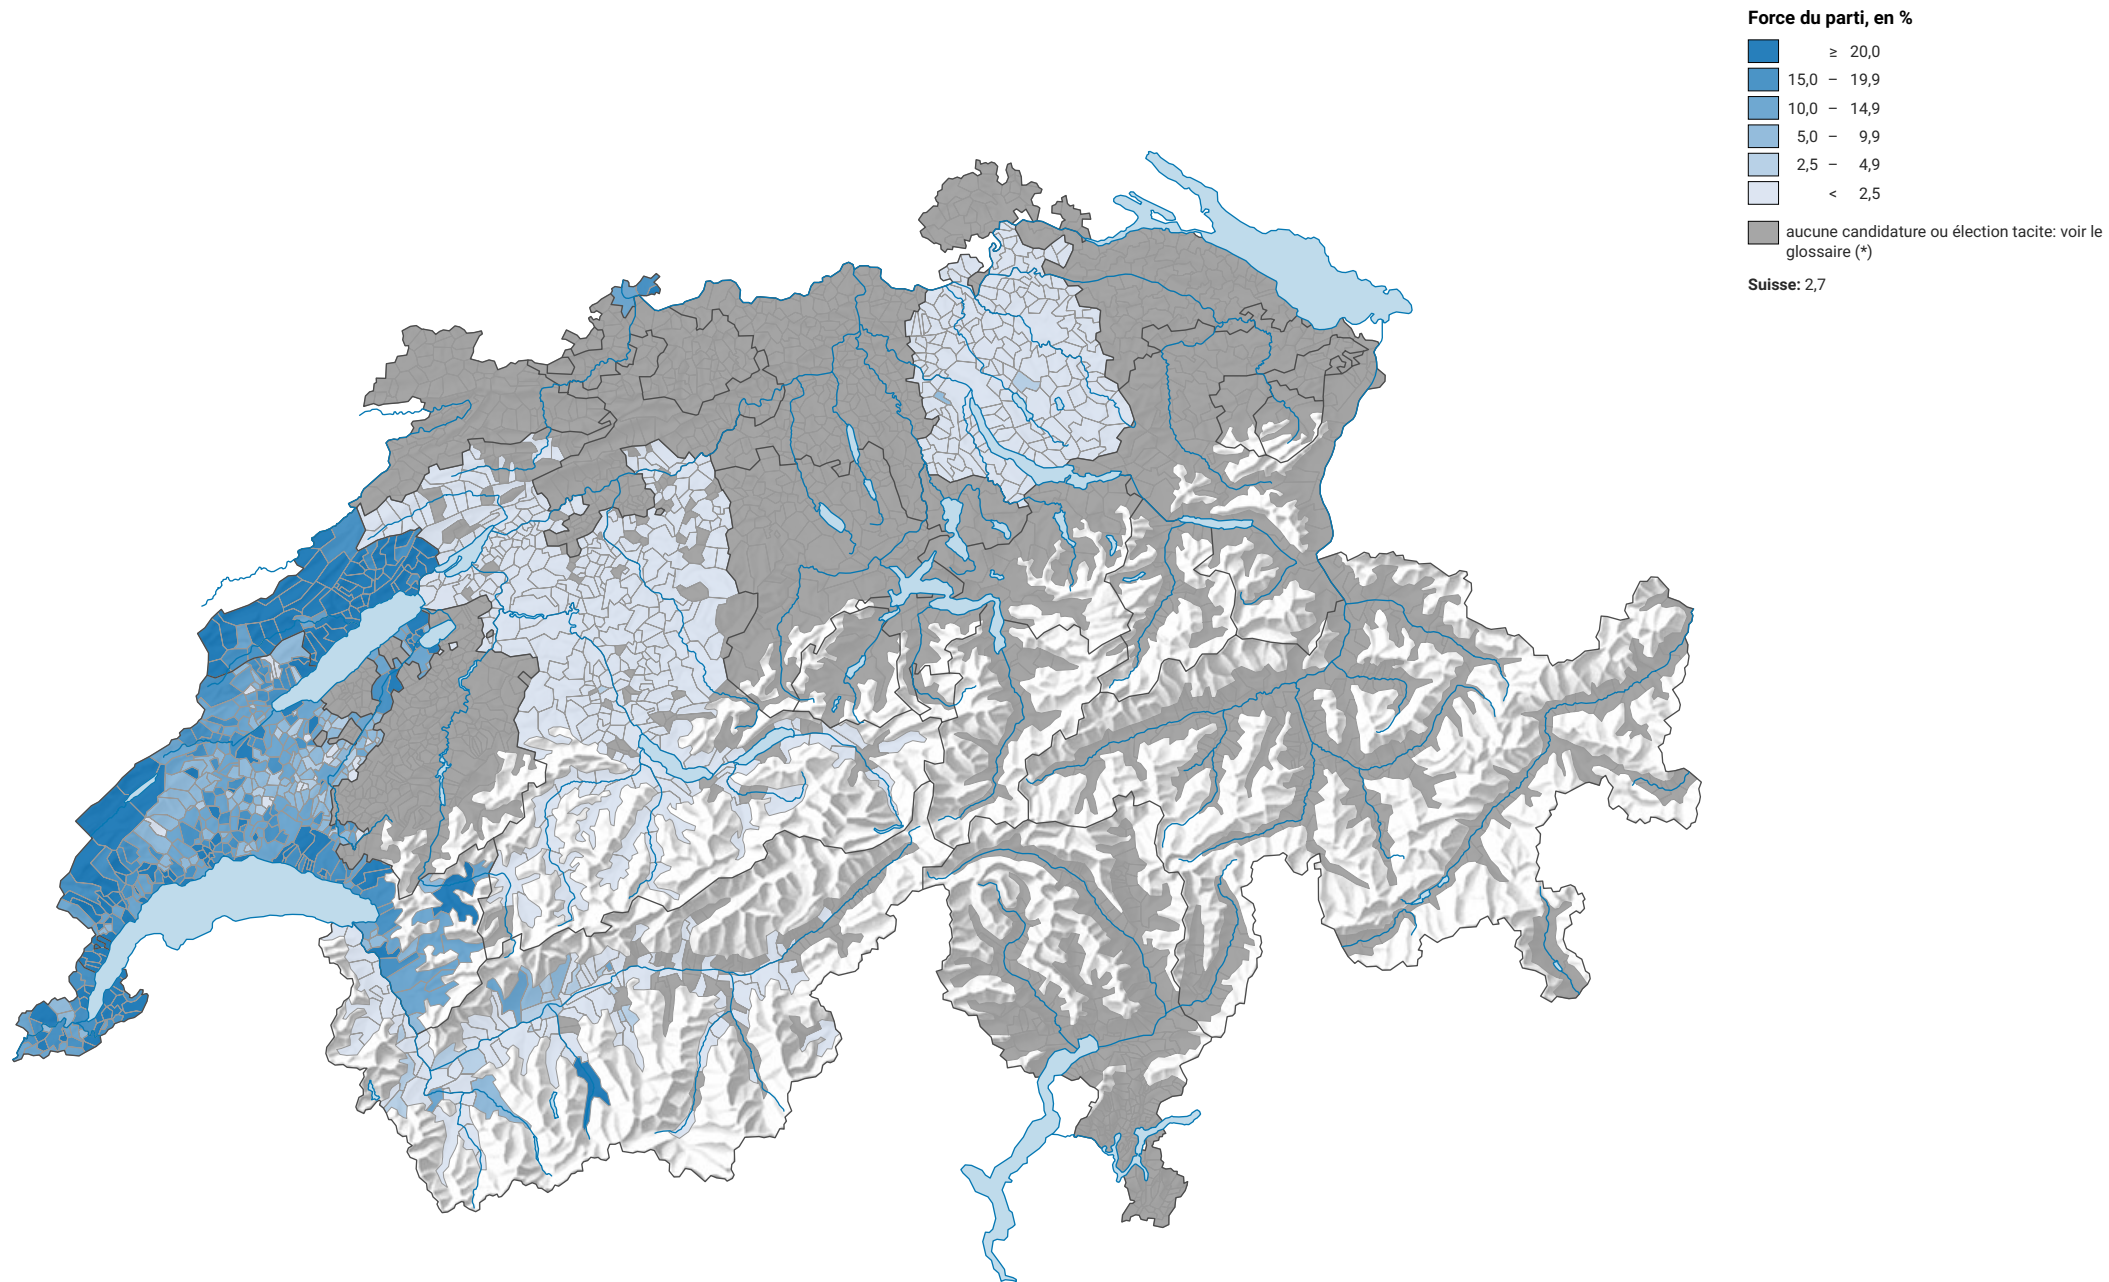 Force du parti, en %
≥ 20,0
15,0 – 19,9
10,0 – 14,9
5,0 – 9,9
2,5 – 4,9
< 2,5
aucune candidature ou élection tacite: voir le
glossaire (*)
Suisse: 2,7